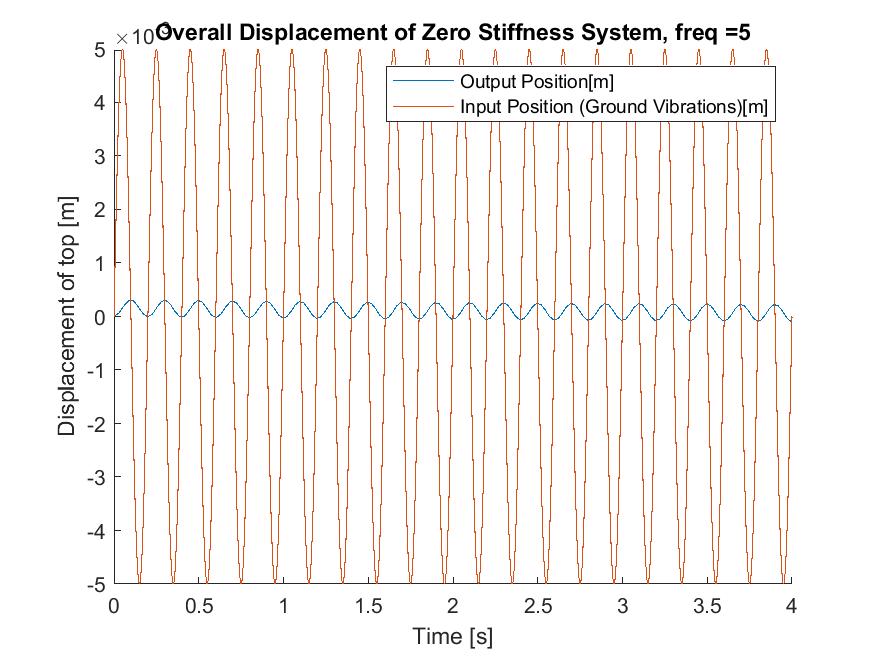 Overall Displacement of Zero Stiffness System, freq =5
×10
Output Position[m]
Input Position (Ground Vibrations)[m]
Displacement of top [m]
5
4
3
2
1
0
-1
-2
-3
-4
-5
0 0.5 1 1.5 2 2.5 3 3.5 4
Time [s]